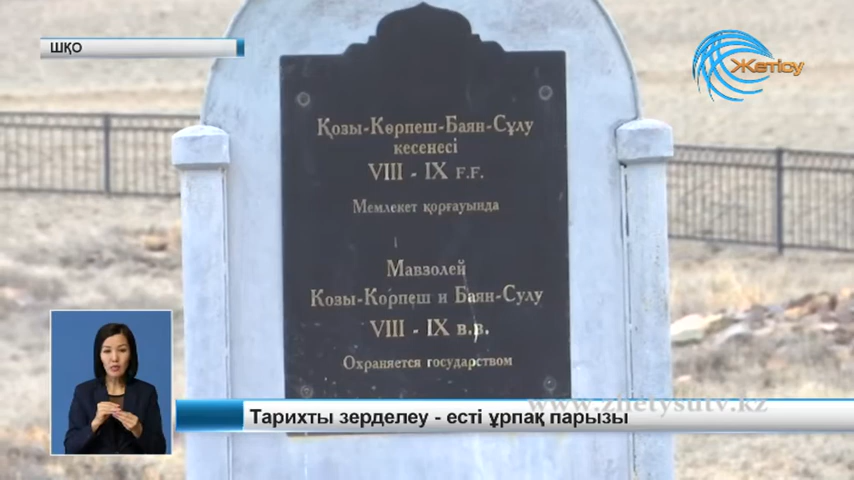 ШҚО
Жетісу
Қозы-Көрпеш-Баян-Сұлу
кесенесі
VIII - IX ғ.ғ.
Мемлекет қорғауында
Мавзолей
Козы-Корпеш и Баян-Сулу
VIII - IX в.в.
Охраняется государством
www.zhetysutv.kz
Тарихты зерделеу - есті ұрпақ парызы